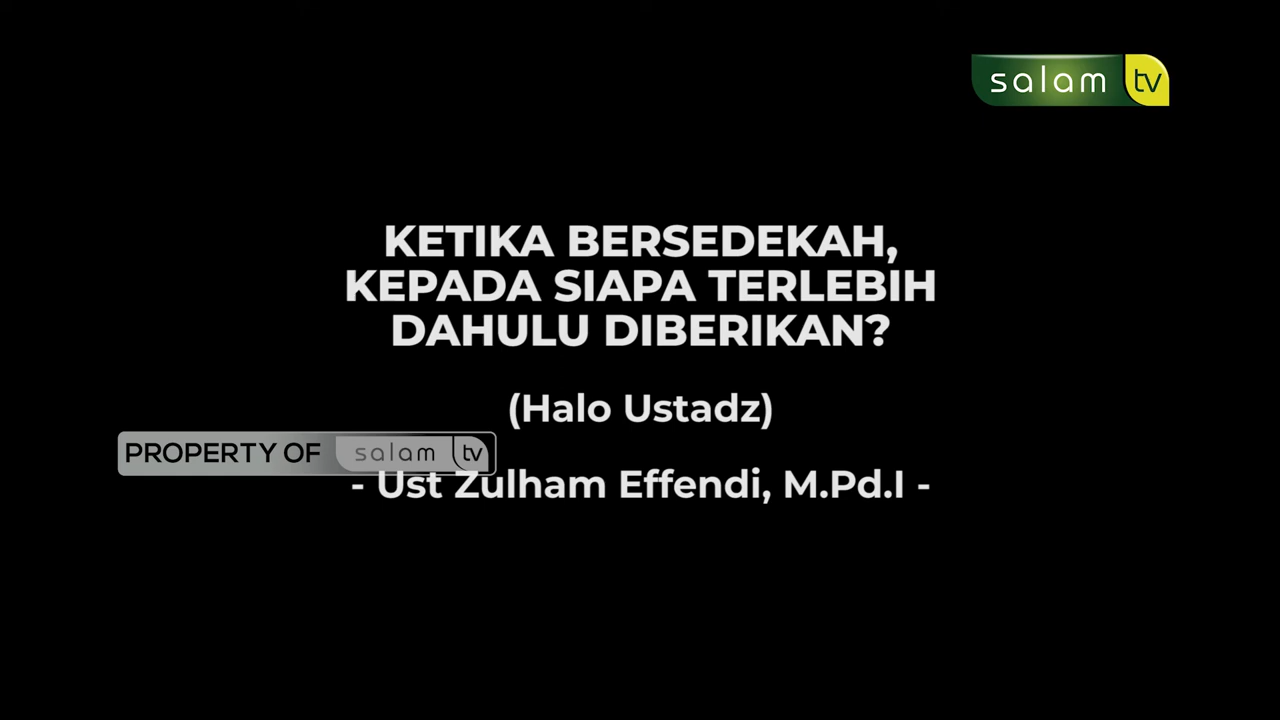 salam tv
KETIKA BERSEDEKAH,
KEPADA SIAPA TERLEBIH
DAHULU DIBERIKAN?
(Halo Ustadz)
PROPERTY OF salam tv
- Ust Zulham Effendi, M.Pd.I -